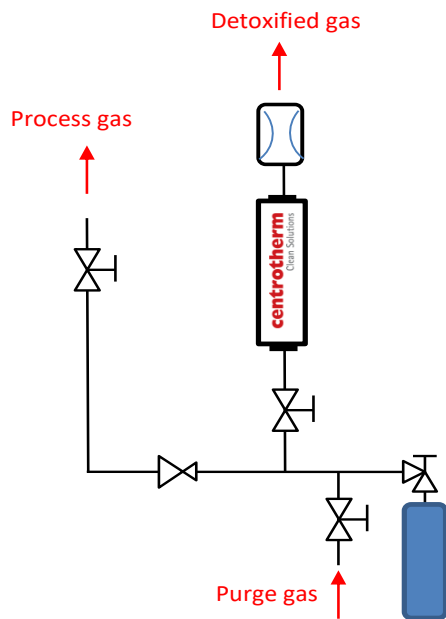 Detoxified gas
Process gas
centrotherm
Clean Solutions
Purge gas